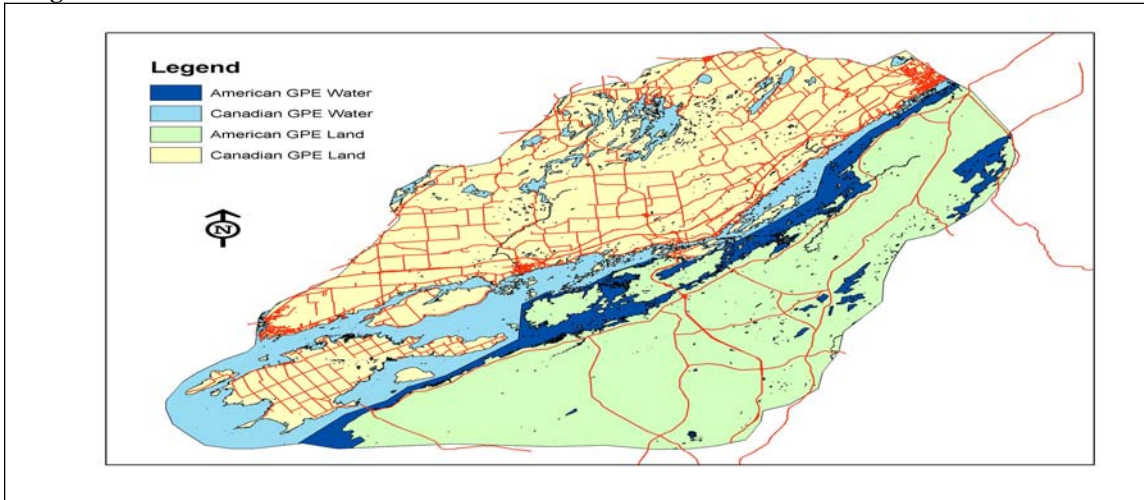 Legend
American GPE Water
Canadian GPE Water
American GPE Land
Canadian GPE Land
N